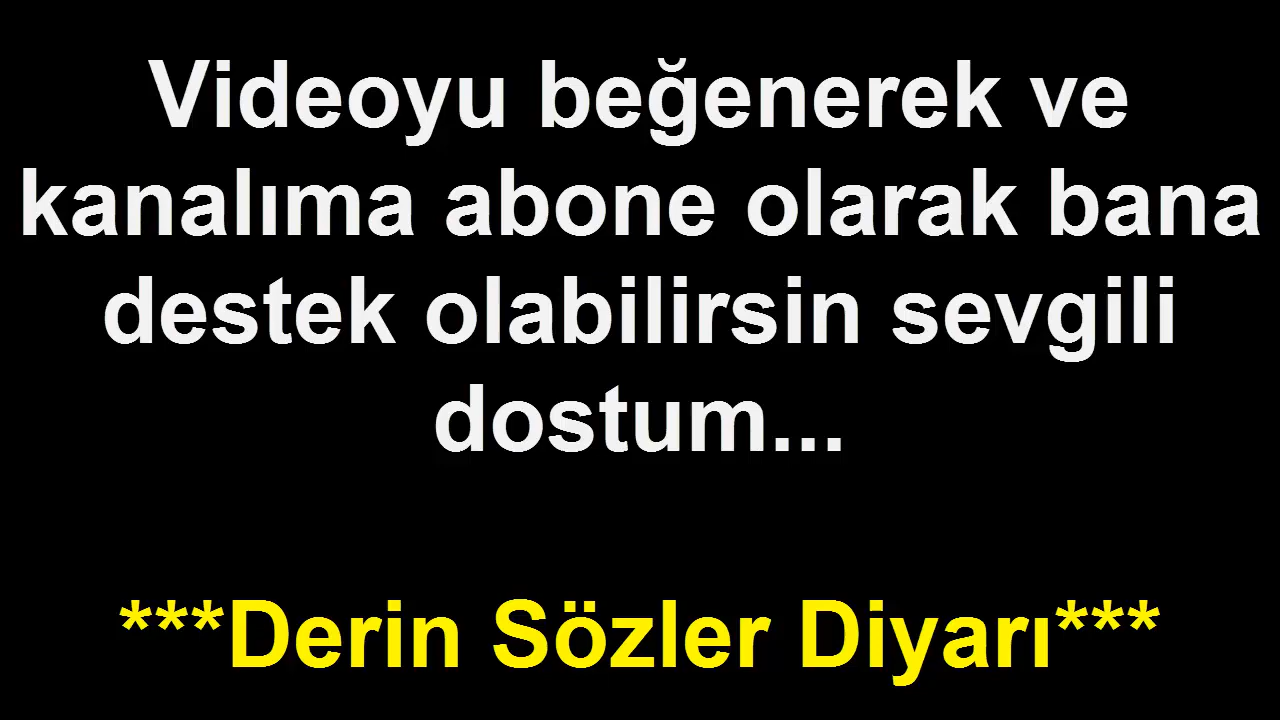 Videoyu beğenerek ve
kanalıma abone olarak bana
destek olabilirsin sevgili
dostum...
***Derin Sözler Diyarı***